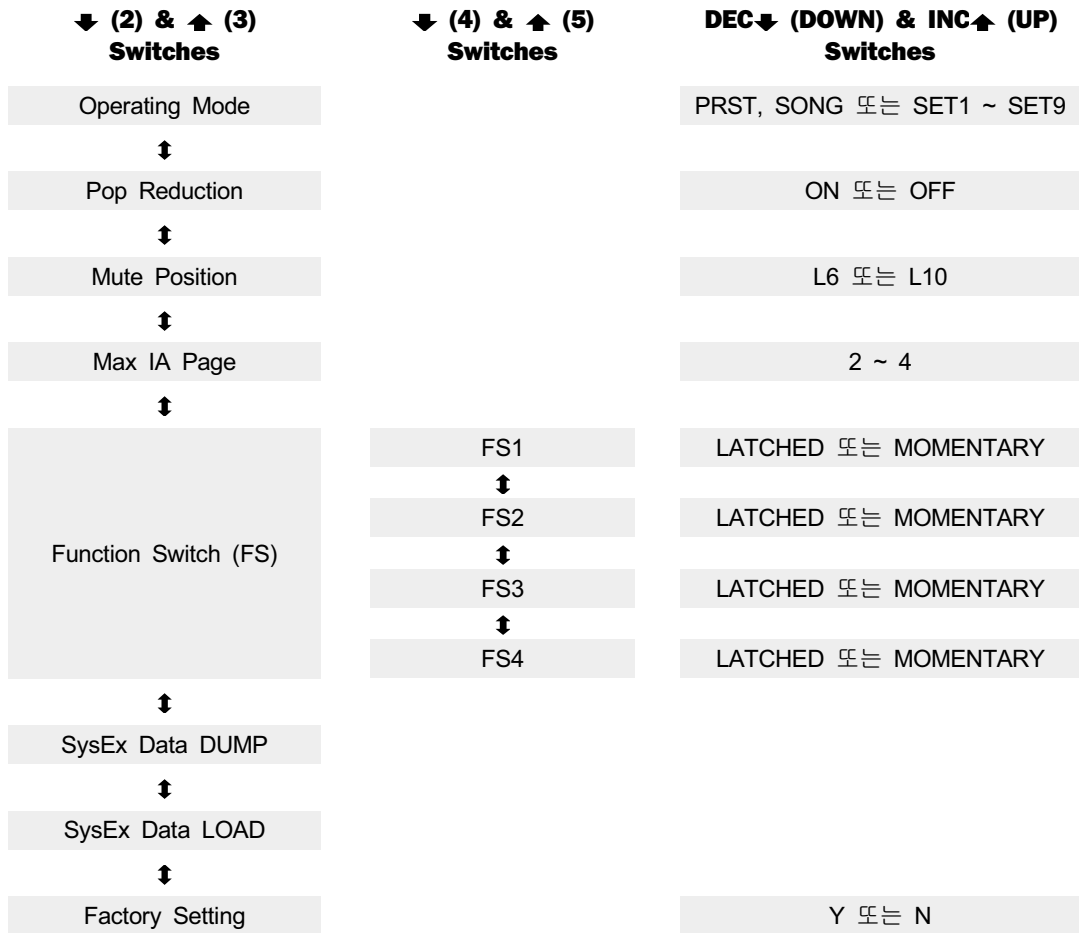 🡇 (2) & 🡅 (3)
Switches
🡇 (4) & 🡅 (5)
Switches
DEC🡇 (DOWN) & INC🡅 (UP)
Switches
Operating Mode
PRST, SONG 또는 SET1 ~ SET9
Pop Reduction
ON 또는 OFF
Mute Position
L6 또는 L10
Max IA Page
2 ~ 4
Function Switch (FS)
FS1
LATCHED 또는 MOMENTARY
FS2
LATCHED 또는 MOMENTARY
FS3
LATCHED 또는 MOMENTARY
FS4
LATCHED 또는 MOMENTARY
SysEx Data DUMP
SysEx Data LOAD
Factory Setting
Y 또는 N